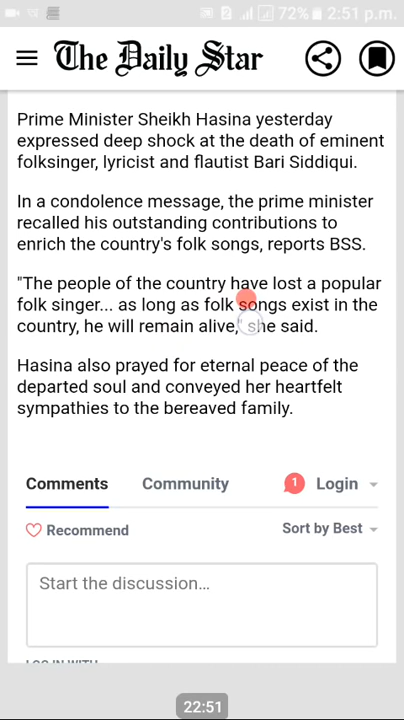 72% 2:51 p.m.
The Daily Star
Prime Minister Sheikh Hasina yesterday
expressed deep shock at the death of eminent
folksinger, lyricist and flautist Bari Siddiqui.
In a condolence message, the prime minister
recalled his outstanding contributions to
enrich the country's folk songs, reports BSS.
"The people of the country have lost a popular
folk singer... as long as folk songs exist in the
country, he will remain alive," she said.
Hasina also prayed for eternal peace of the
departed soul and conveyed her heartfelt
sympathies to the bereaved family.
Comments Community 1 Login
Recommend Sort by Best
Start the discussion...
LOG IN WITH
22:51